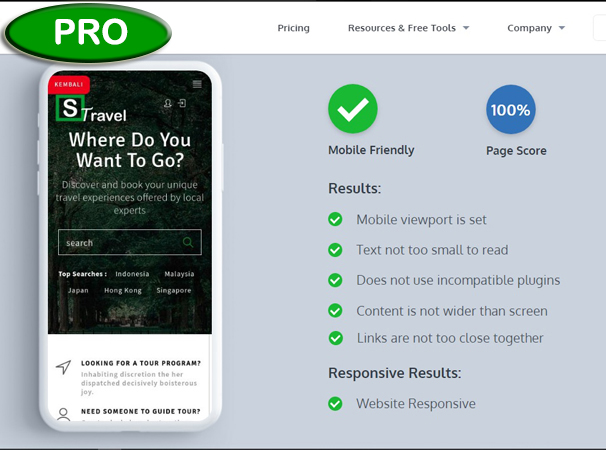 PRO
Pricing
Resources & Free Tools
Company
KEMBALI
S Travel
Where Do You
Want To Go?
Discover and book your unique
travel experiences offered by local
experts
search
Top Searches : Indonesia Malaysia
Japan Hong Kong Singapore
LOOKING FOR A TOUR PROGRAM?
Inhabiting discretion the her
dispatched decisively boisterous
joy.
NEED SOMEONE TO GUIDE TOUR?
Mobile Friendly
100%
Page Score
Results:
Mobile viewport is set
Text not too small to read
Does not use incompatible plugins
Content is not wider than screen
Links are not too close together
Responsive Results:
Website Responsive